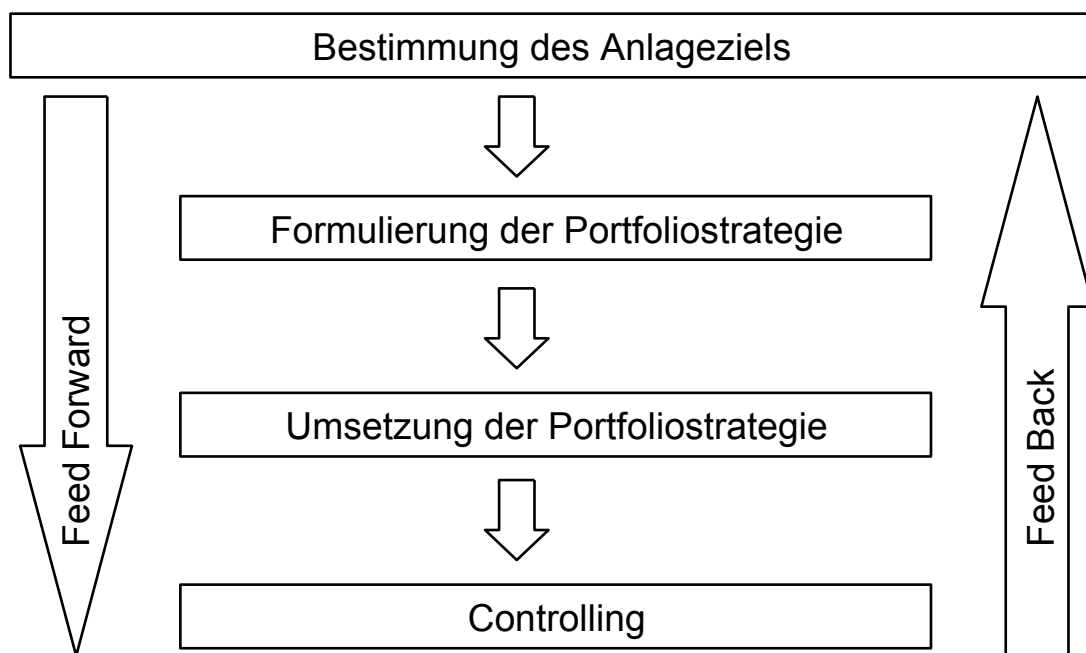 Bestimmung des Anlageziels
Formulierung der Portfoliostrategie
Feed Forward
Feed Back
Umsetzung der Portfoliostrategie
Controlling